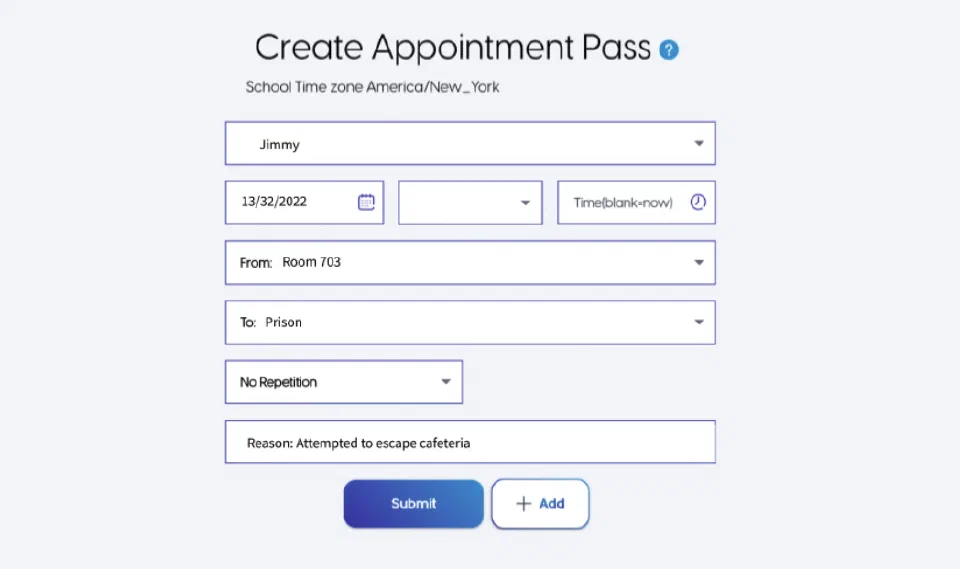 Create Appointment Pass ?
School Time zone America/New_York
Jimmy
13/32/2022 Time(blank=now)
From: Room 703
To: Prison
No Repetition
Reason: Attempted to escape cafeteria
Submit + Add